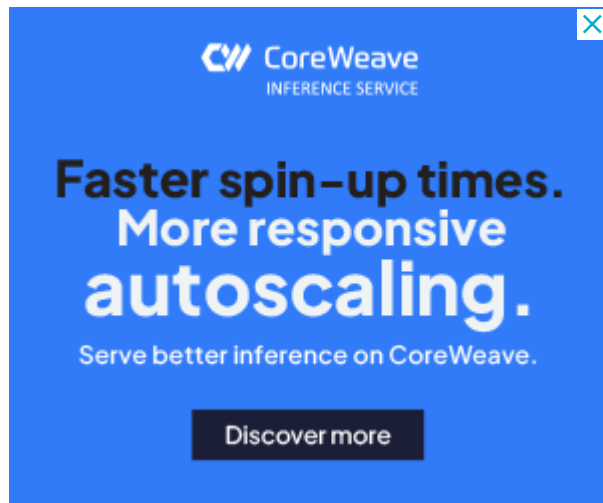 CoreWeave
INFERENCE SERVICE
Faster spin-up times.
More responsive
autoscaling.
Serve better inference on CoreWeave.
Discover more